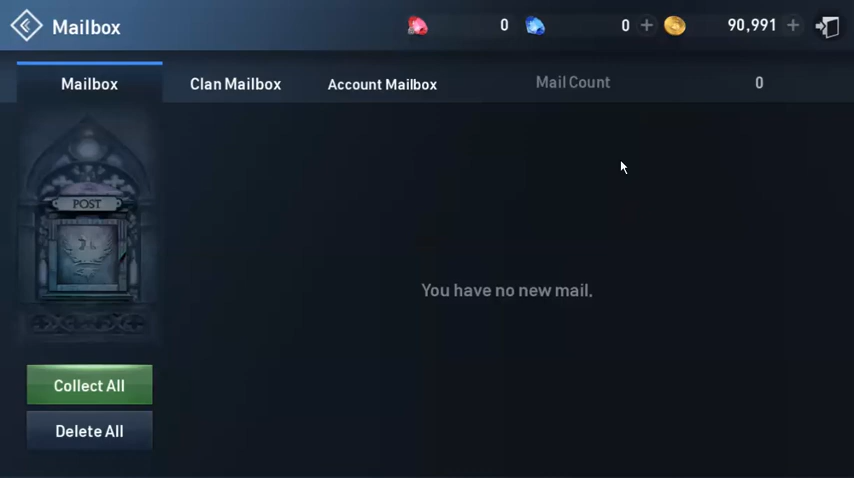 Mailbox 0 0 + 90,991 +
Mailbox Clan Mailbox Account Mailbox Mail Count 0
POST
You have no new mail.
Collect All
Delete All